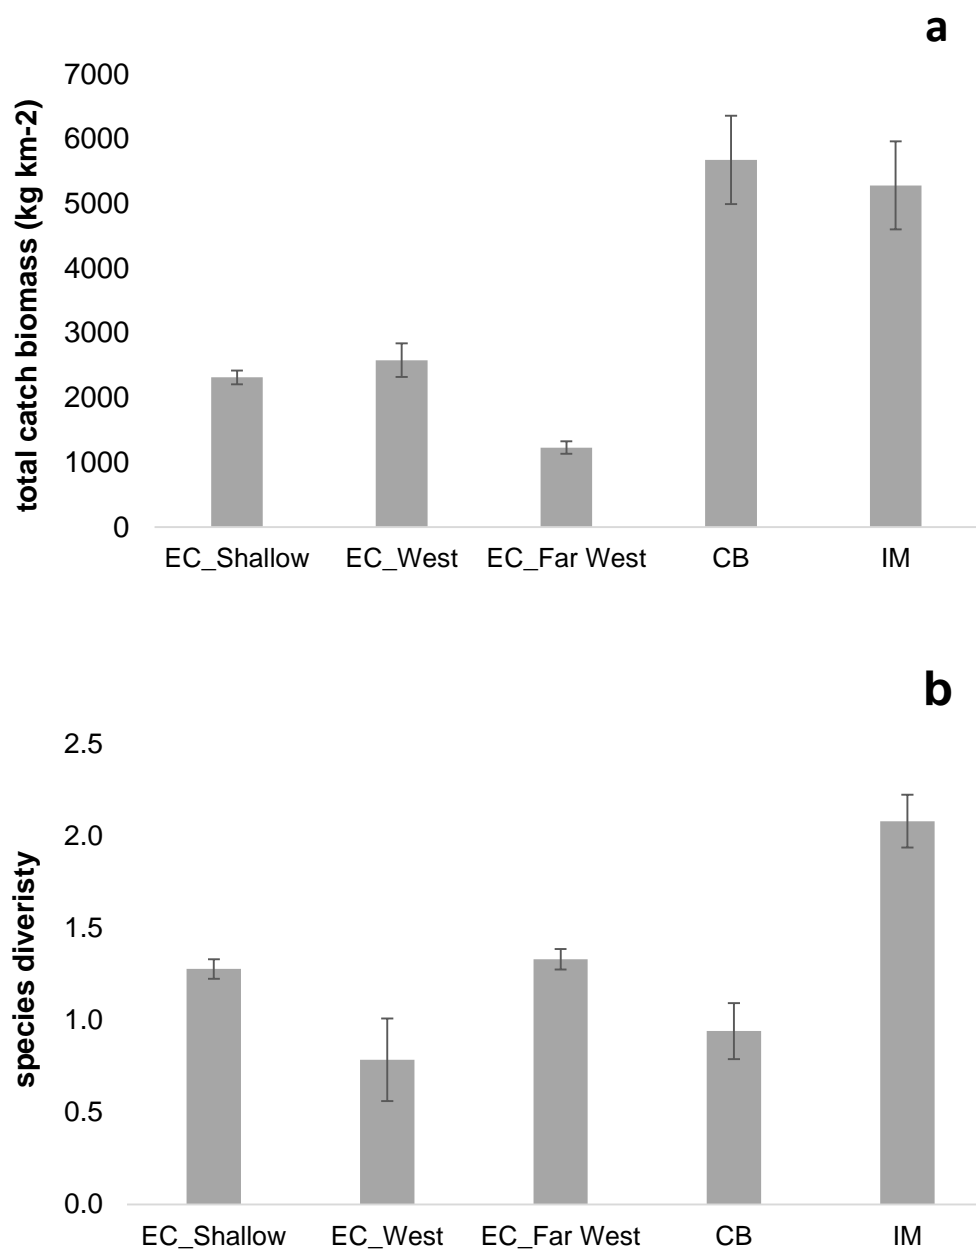 a
total catch biomass (kg km-2)
7000
6000
5000
4000
3000
2000
1000
0
EC_Shallow EC_West EC_Far West CB IM
b
species diveristy
2.5
2.0
1.5
1.0
0.5
0.0
EC_Shallow EC_West EC_Far West CB IM